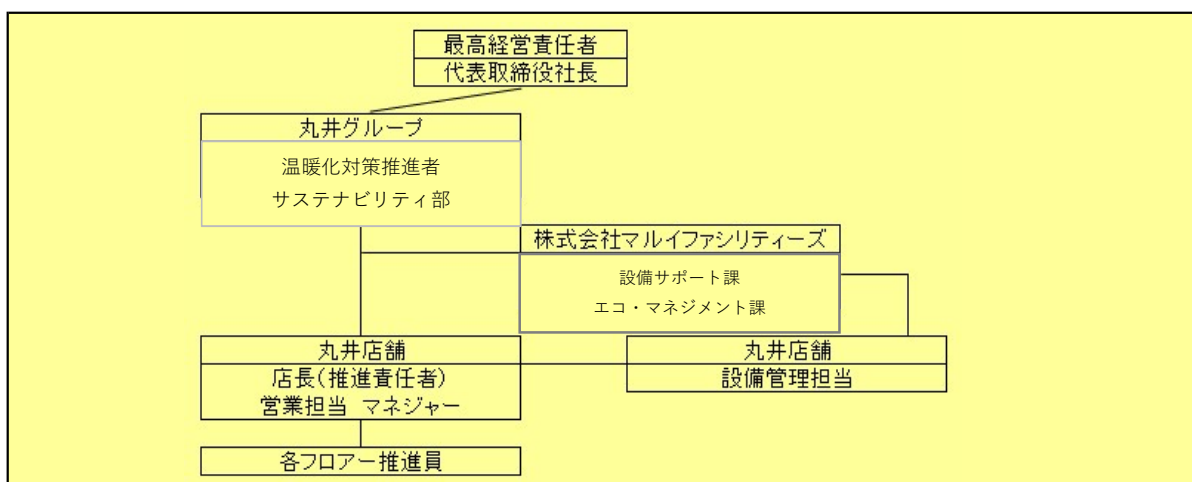 最高経営責任者
代表取締役社長
丸井グループ
温暖化対策推進者
サステナビリティ部
株式会社マルイファシリティーズ
設備サポート課
エコ・マネジメント課
丸井店舗
店長(推進責任者)
営業担当 マネジャー
丸井店舗
設備管理担当
各フロアー推進員